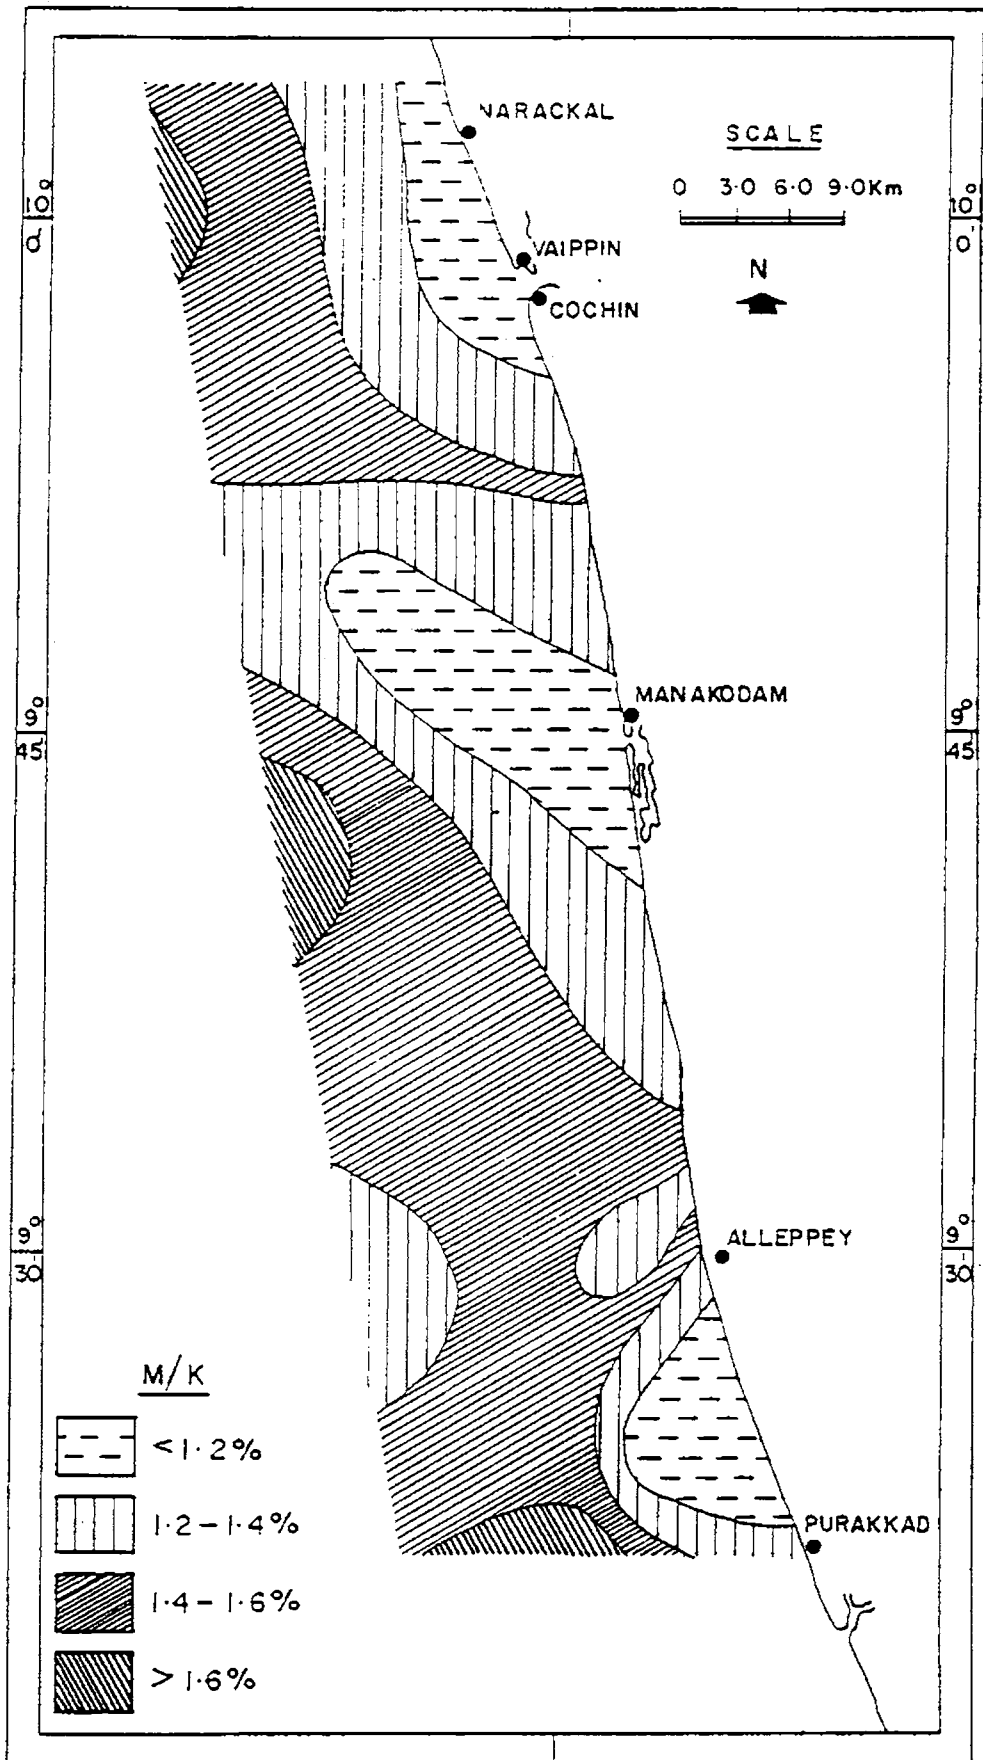 NARACKAL
SCALE
0 3·0 6·0 9·0Km
10° 10°
0' 0'
VAIPPIN
N
COCHIN
MANAKODAM
9° 9°
45' 45'
ALLEPPEY
9° 9°
30' 30'
M/K
<1·2%
1·2–1·4%
PURAKKAD
1·4–1·6%
>1·6%